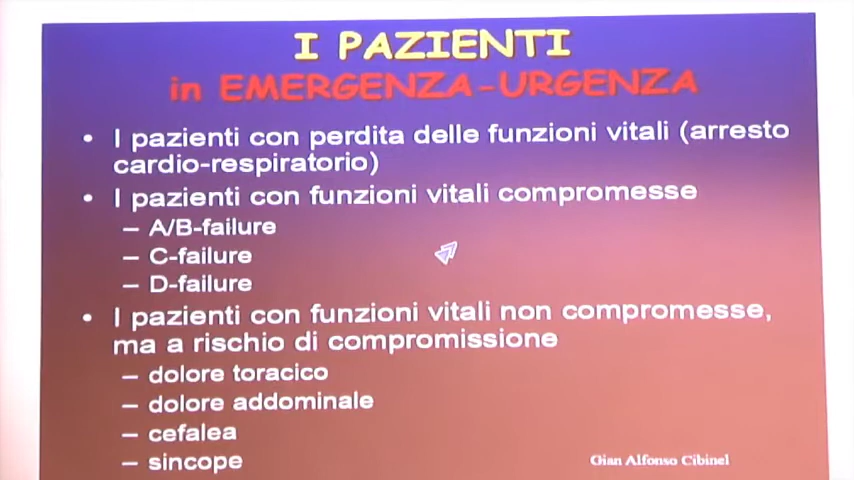 I PAZIENTI
in EMERGENZA-URGENZA
• I pazienti con perdita delle funzioni vitali (arresto
cardio-respiratorio)
• I pazienti con funzioni vitali compromesse
– A/B-failure
– C-failure
– D-failure
• I pazienti con funzioni vitali non compromesse,
ma a rischio di compromissione
– dolore toracico
– dolore addominale
– cefalea
– sincope
Gian Alfonso Cibinel